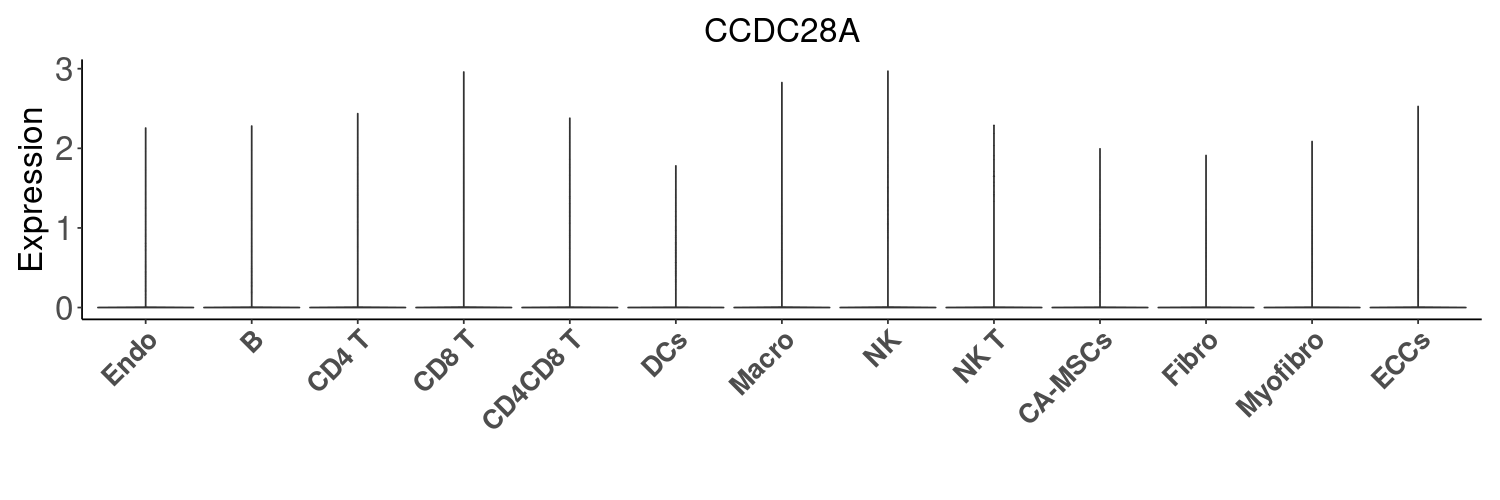 CCDC28A
Expression
3
2
1
0
Endo
B
CD4 T
CD8 T
CD4CD8 T
DCs
Macro
NK
NK T
CA-MSCs
Fibro
Myofibro
ECCs